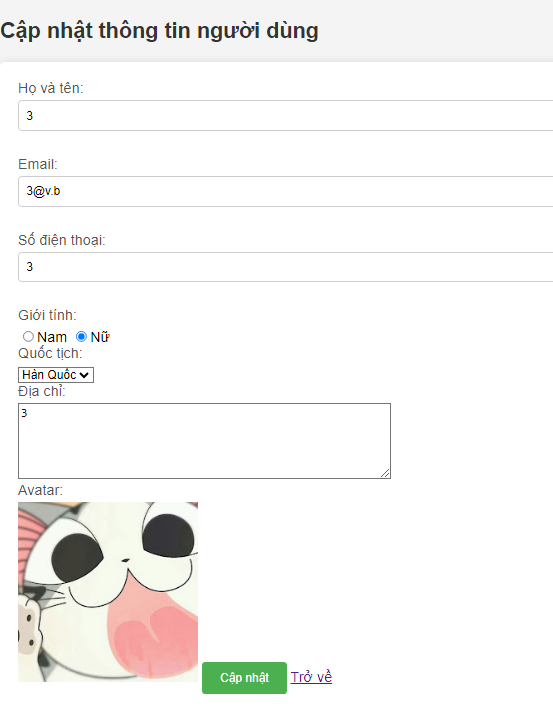 Cập nhật thông tin người dùng
Họ và tên:
3
Email:
3@v.b
Số điện thoại:
3
Giới tính:
Nam Nữ
Quốc tịch:
Hàn Quốc
Địa chỉ:
3
Avatar:
Cập nhật Trở về